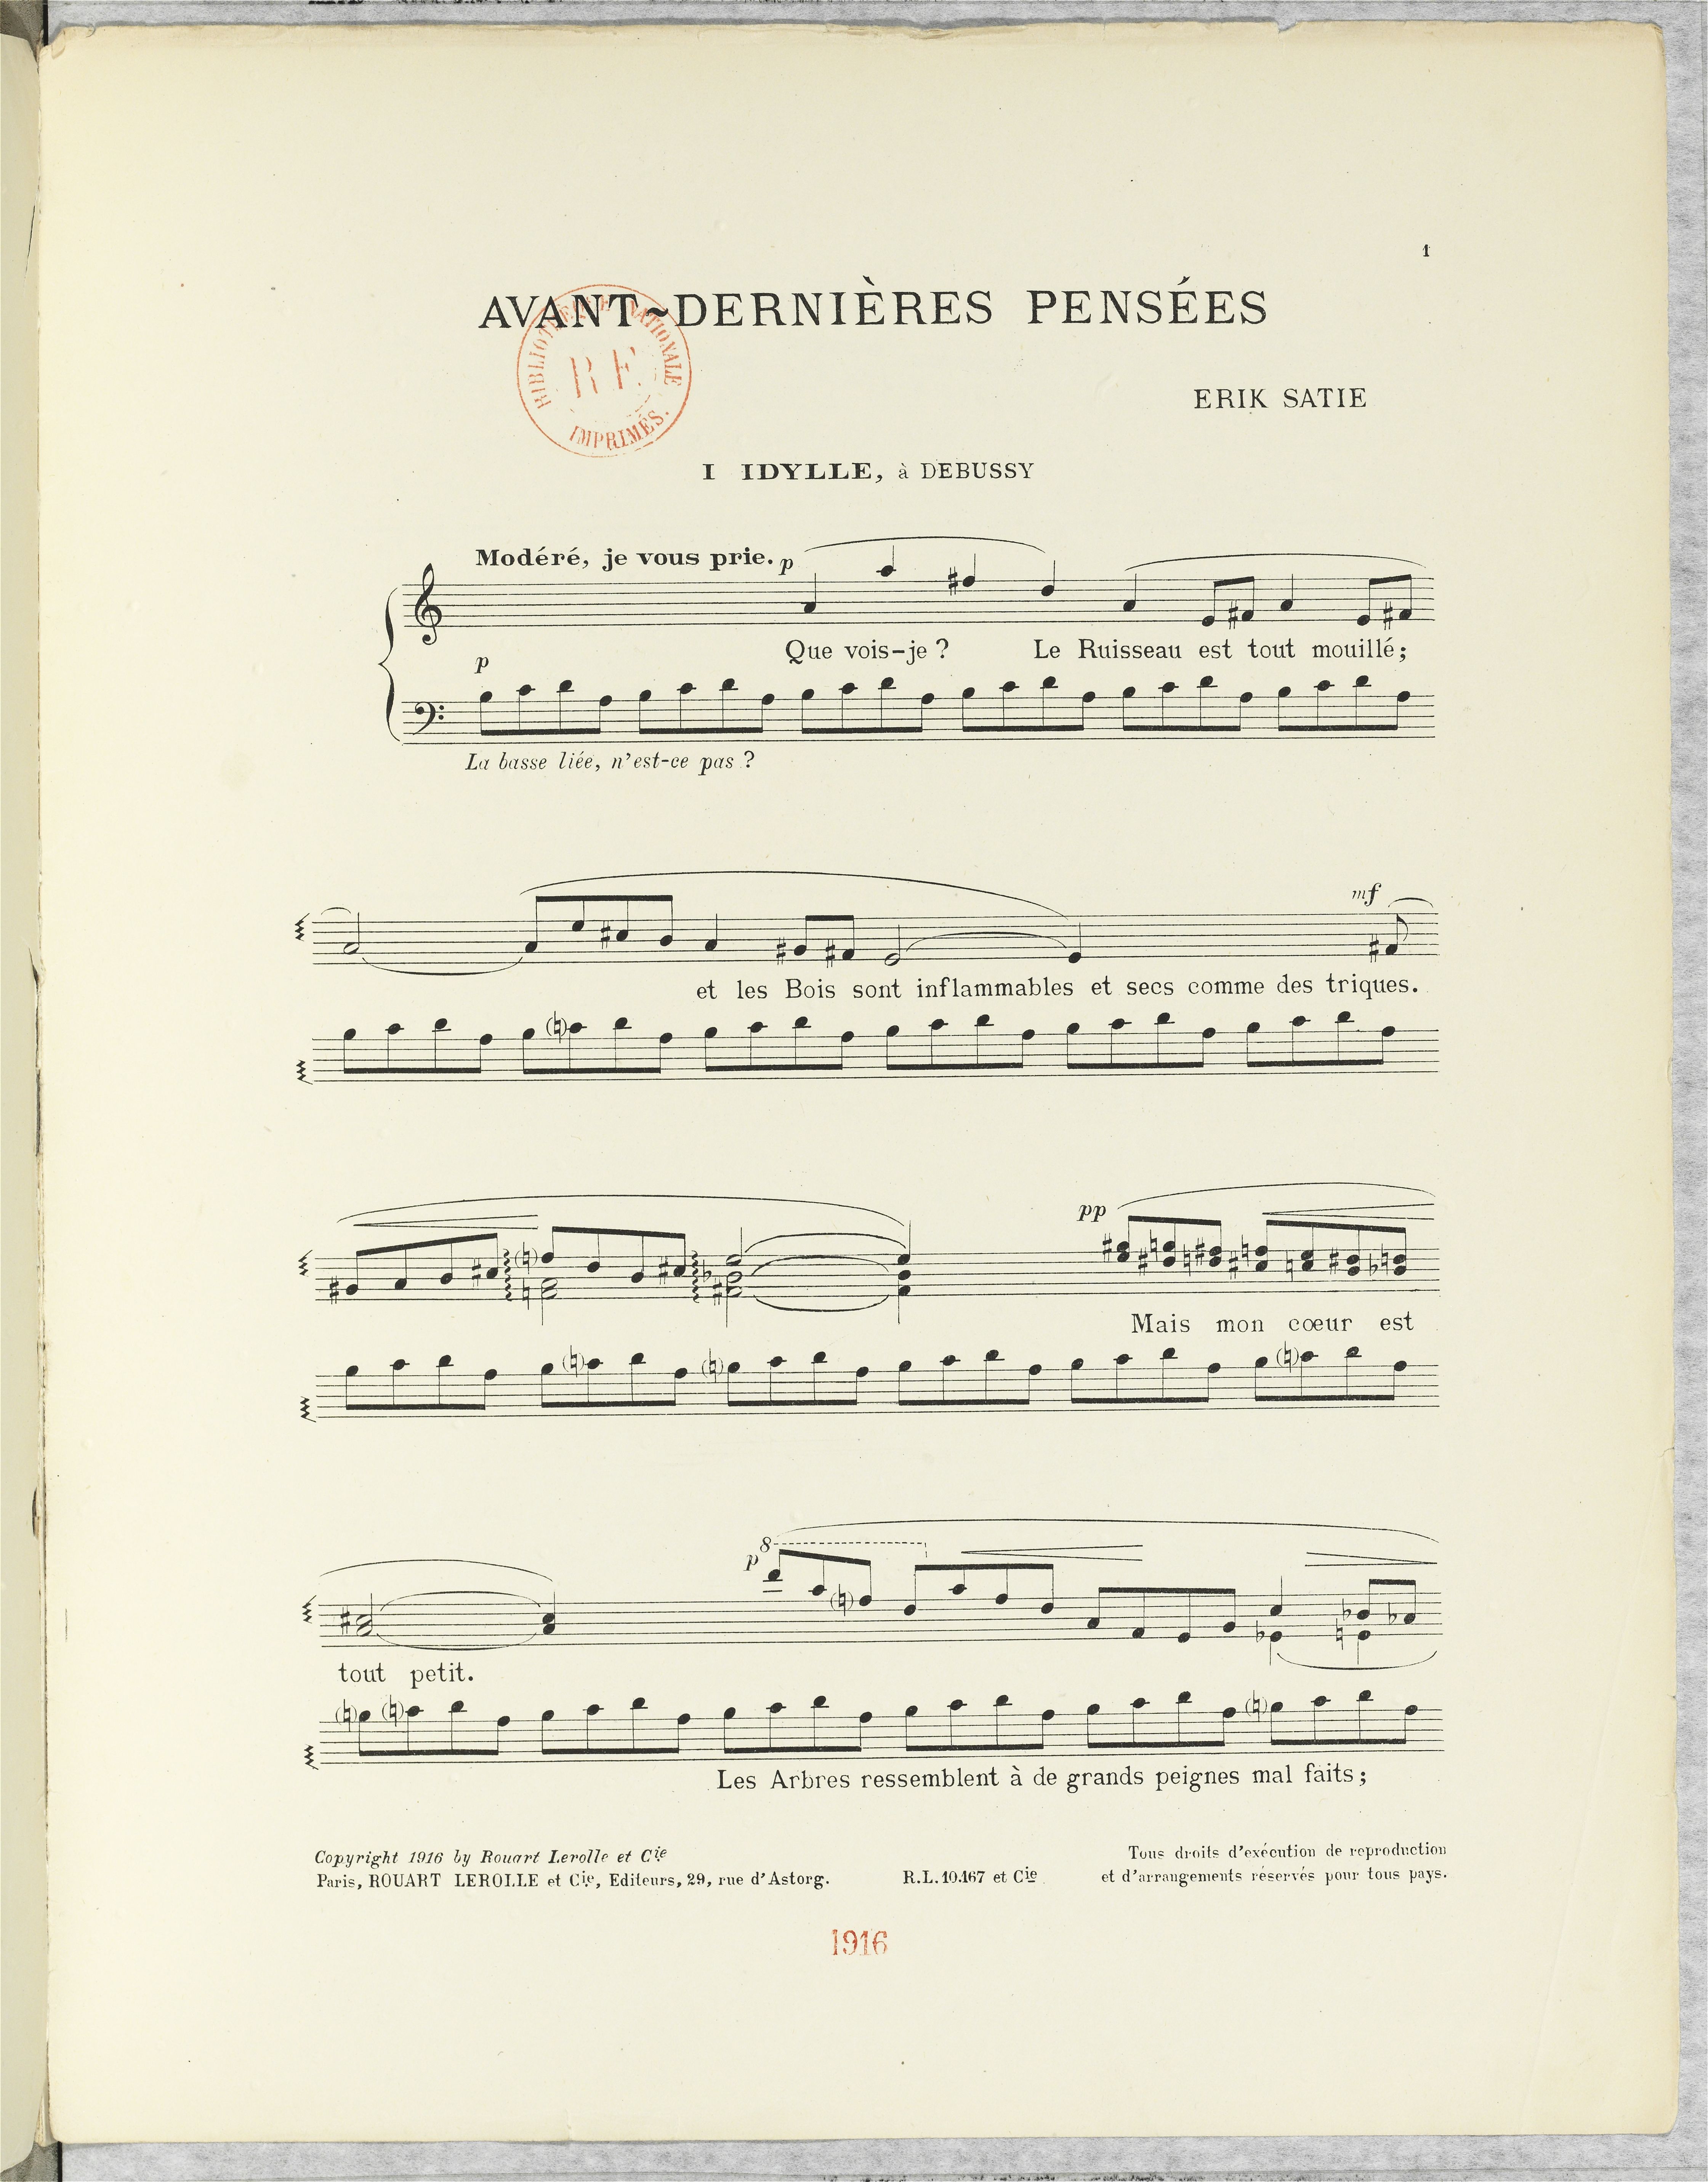 1
AVANT-DERNIÈRES PENSÉES
BIBLIOTHÈQUE NATIONALE
R F
IMPRIMÉS.
ERIK SATIE
I IDYLLE, à DEBUSSY
Modéré, je vous prie. p
Que vois-je ? Le Ruisseau est tout mouillé;
p
La basse liée, n'est-ce pas ?
mf
et les Bois sont inflammables et secs comme des triques.
pp
Mais mon cœur est
p 8
tout petit.
Les Arbres ressemblent à de grands peignes mal faits;
Copyright 1916 by Rouart Lerolle et Cie
Paris, ROUART LEROLLE et Cie, Editeurs, 29, rue d'Astorg.
R.L. 10.167 et Cie
Tous droits d'exécution de reproduction
et d'arrangements réservés pour tous pays.
1916